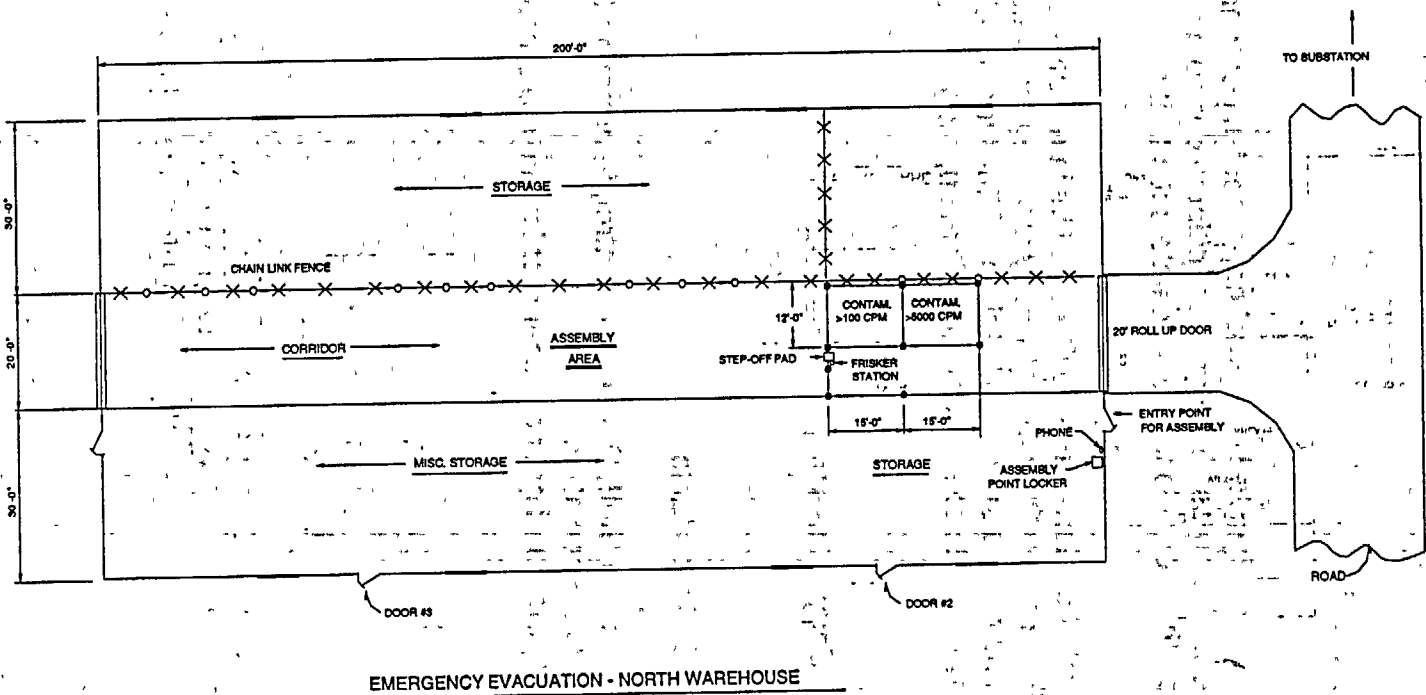 200'-0"
TO SUBSTATION
30'-0"
STORAGE
CHAIN LINK FENCE
20'-0"
CORRIDOR
ASSEMBLY
AREA
12'-0"
CONTAM.
>100 CPM
CONTAM.
>5000 CPM
STEP-OFF PAD
FRISKER
STATION
20' ROLL UP DOOR
15'-0"
15'-0"
ENTRY POINT
FOR ASSEMBLY
PHONE
ASSEMBLY
POINT LOCKER
30'-0"
MISC. STORAGE
STORAGE
DOOR #3
DOOR #2
ROAD
EMERGENCY EVACUATION - NORTH WAREHOUSE